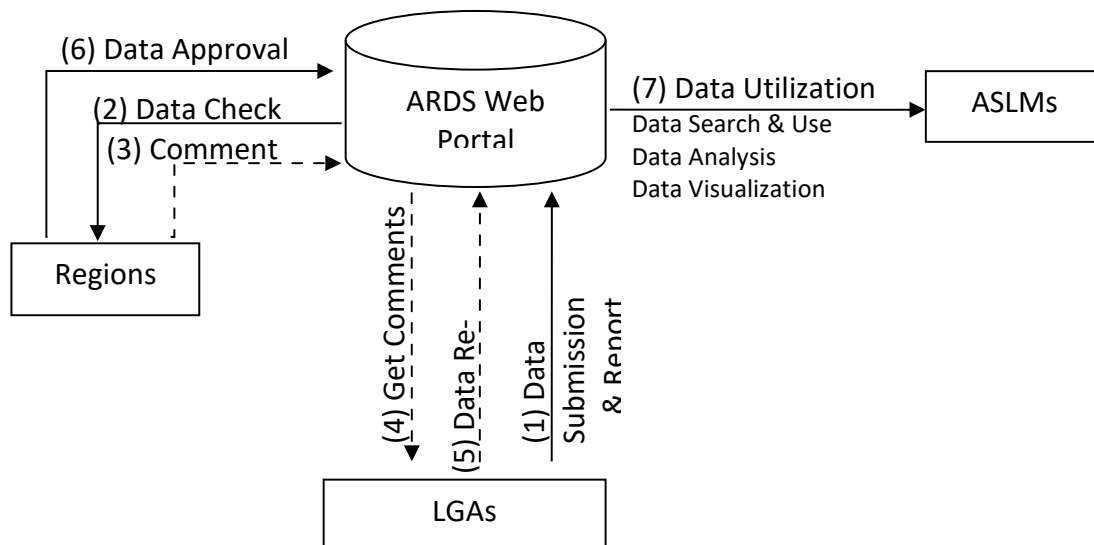 (6) Data Approval
(2) Data Check
(3) Comment
ARDS Web
Portal
(7) Data Utilization
Data Search & Use
Data Analysis
Data Visualization
ASLMs
Regions
(4) Get Comments
(5) Data Re-
(1) Data
Submission
& Report
LGAs